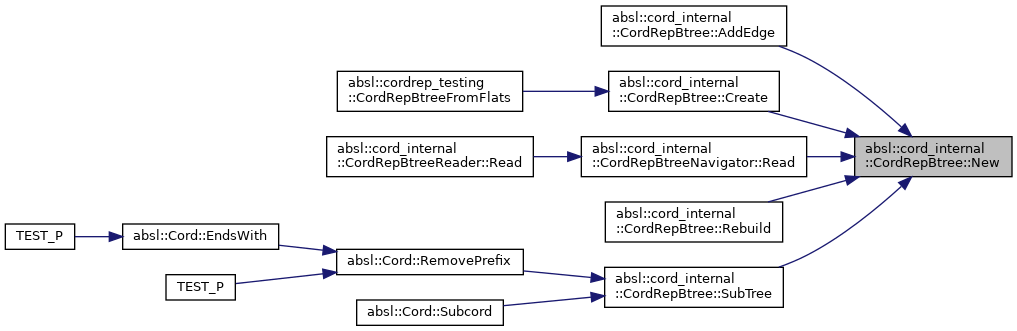 absl::cord_internal
::CordRepBtree::AddEdge
absl::cordrep_testing
::CordRepBtreeFromFlats
absl::cord_internal
::CordRepBtree::Create
absl::cord_internal
::CordRepBtreeReader::Read
absl::cord_internal
::CordRepBtreeNavigator::Read
absl::cord_internal
::CordRepBtree::New
absl::cord_internal
::CordRepBtree::Rebuild
TEST_P
absl::Cord::EndsWith
absl::Cord::RemovePrefix
TEST_P
absl::cord_internal
::CordRepBtree::SubTree
absl::Cord::Subcord